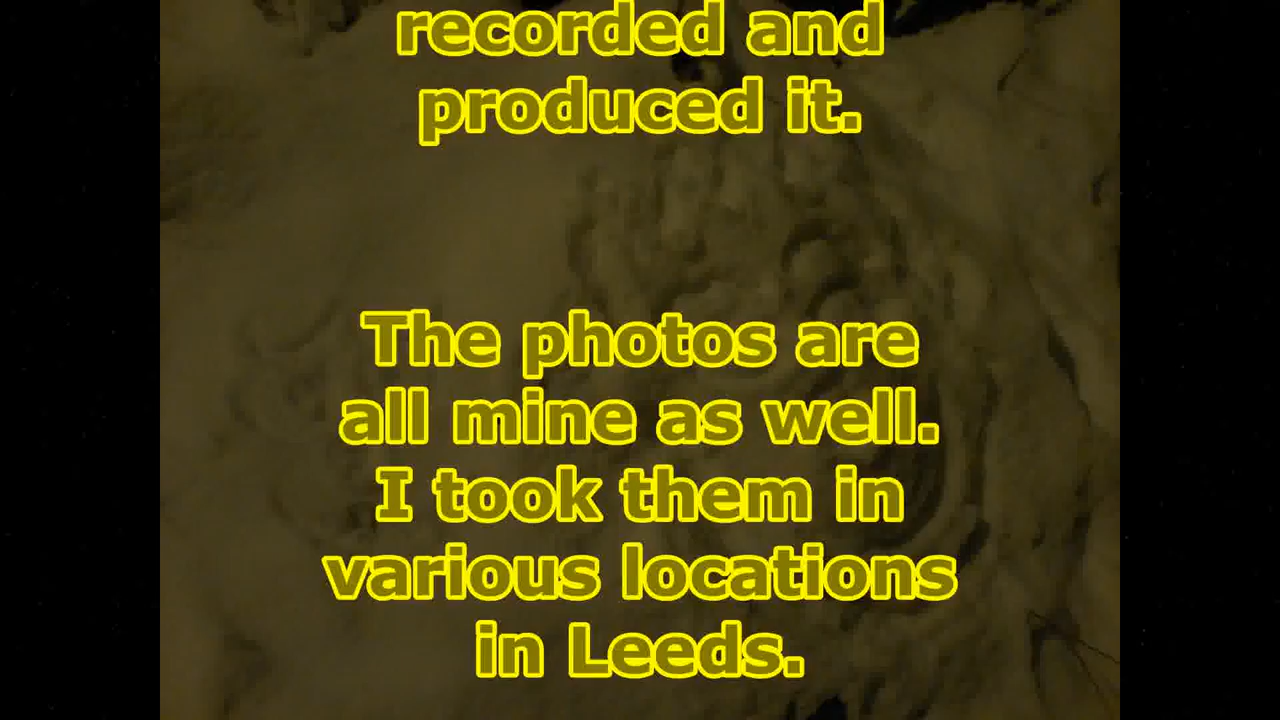 recorded and
produced it.
The photos are
all mine as well.
I took them in
various locations
in Leeds.